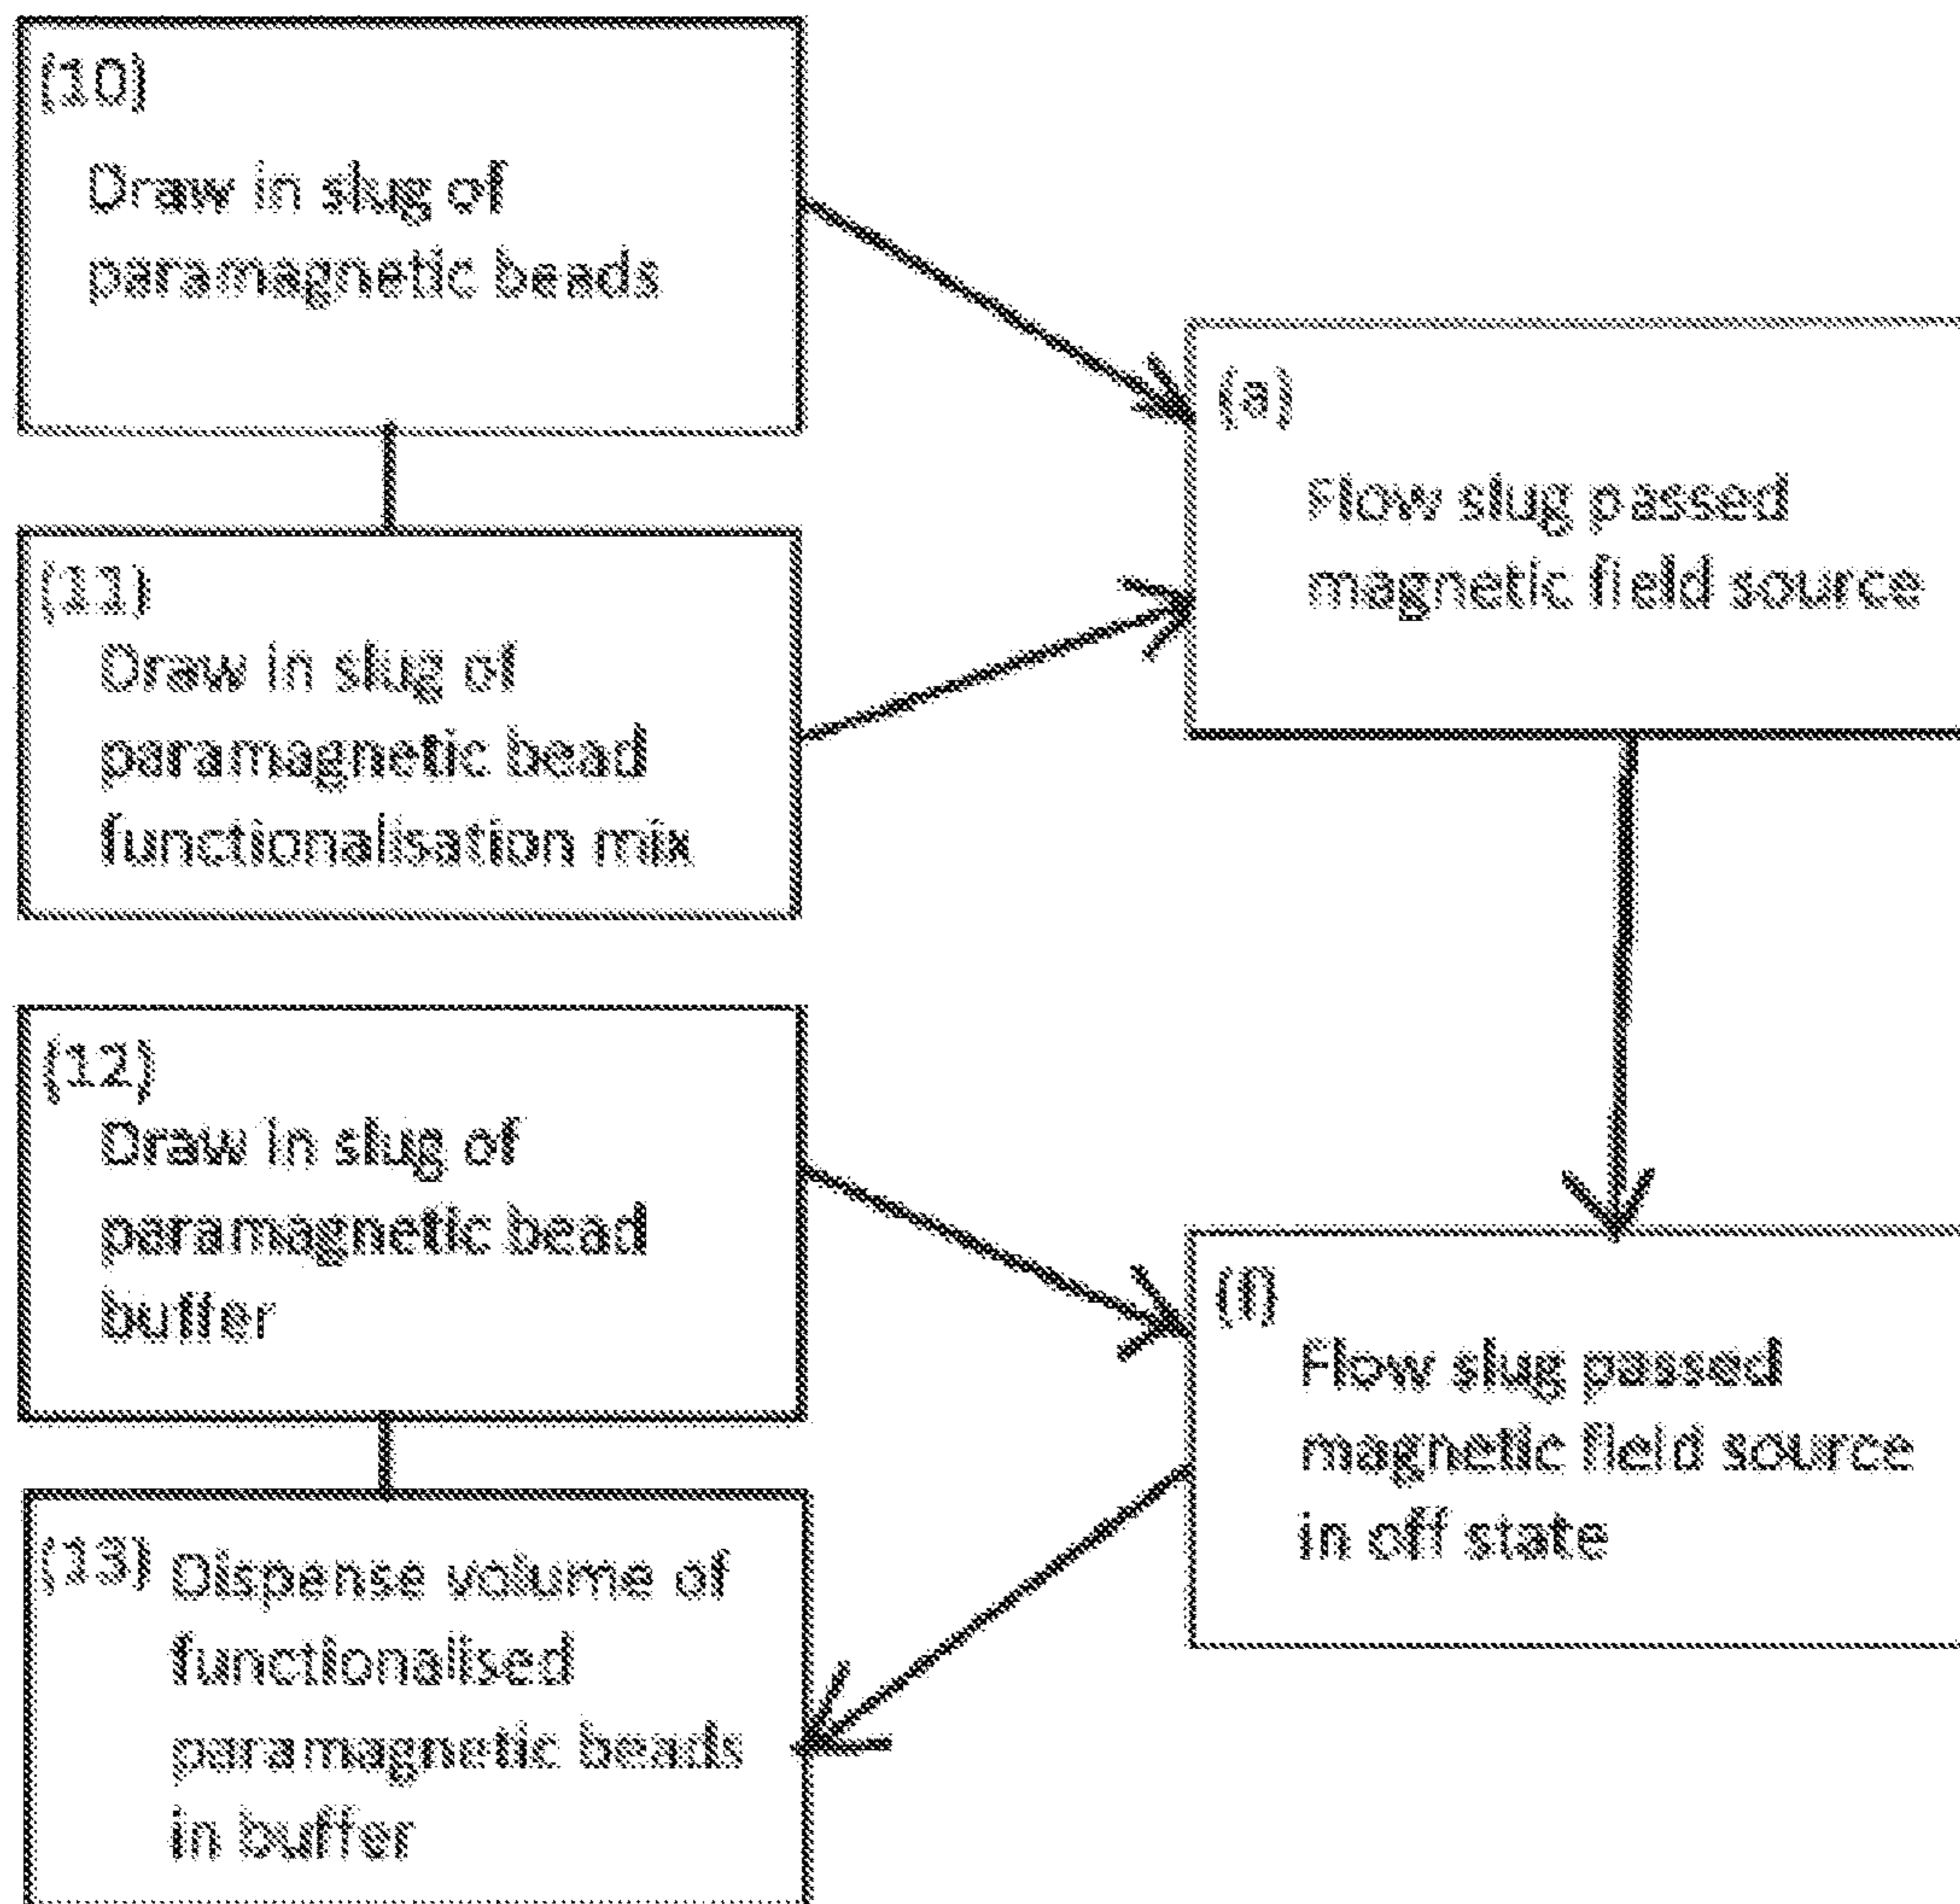 (10)
Draw in slug of
paramagnetic beads
(11)
Draw in slug of
paramagnetic bead
functionalisation mix
(a)
Flow slug passed
magnetic field source
(12)
Draw in slug of
paramagnetic bead
buffer
(f)
Flow slug passed
magnetic field source
in off state
(13) Dispense volume of
functionalised
paramagnetic beads
in buffer